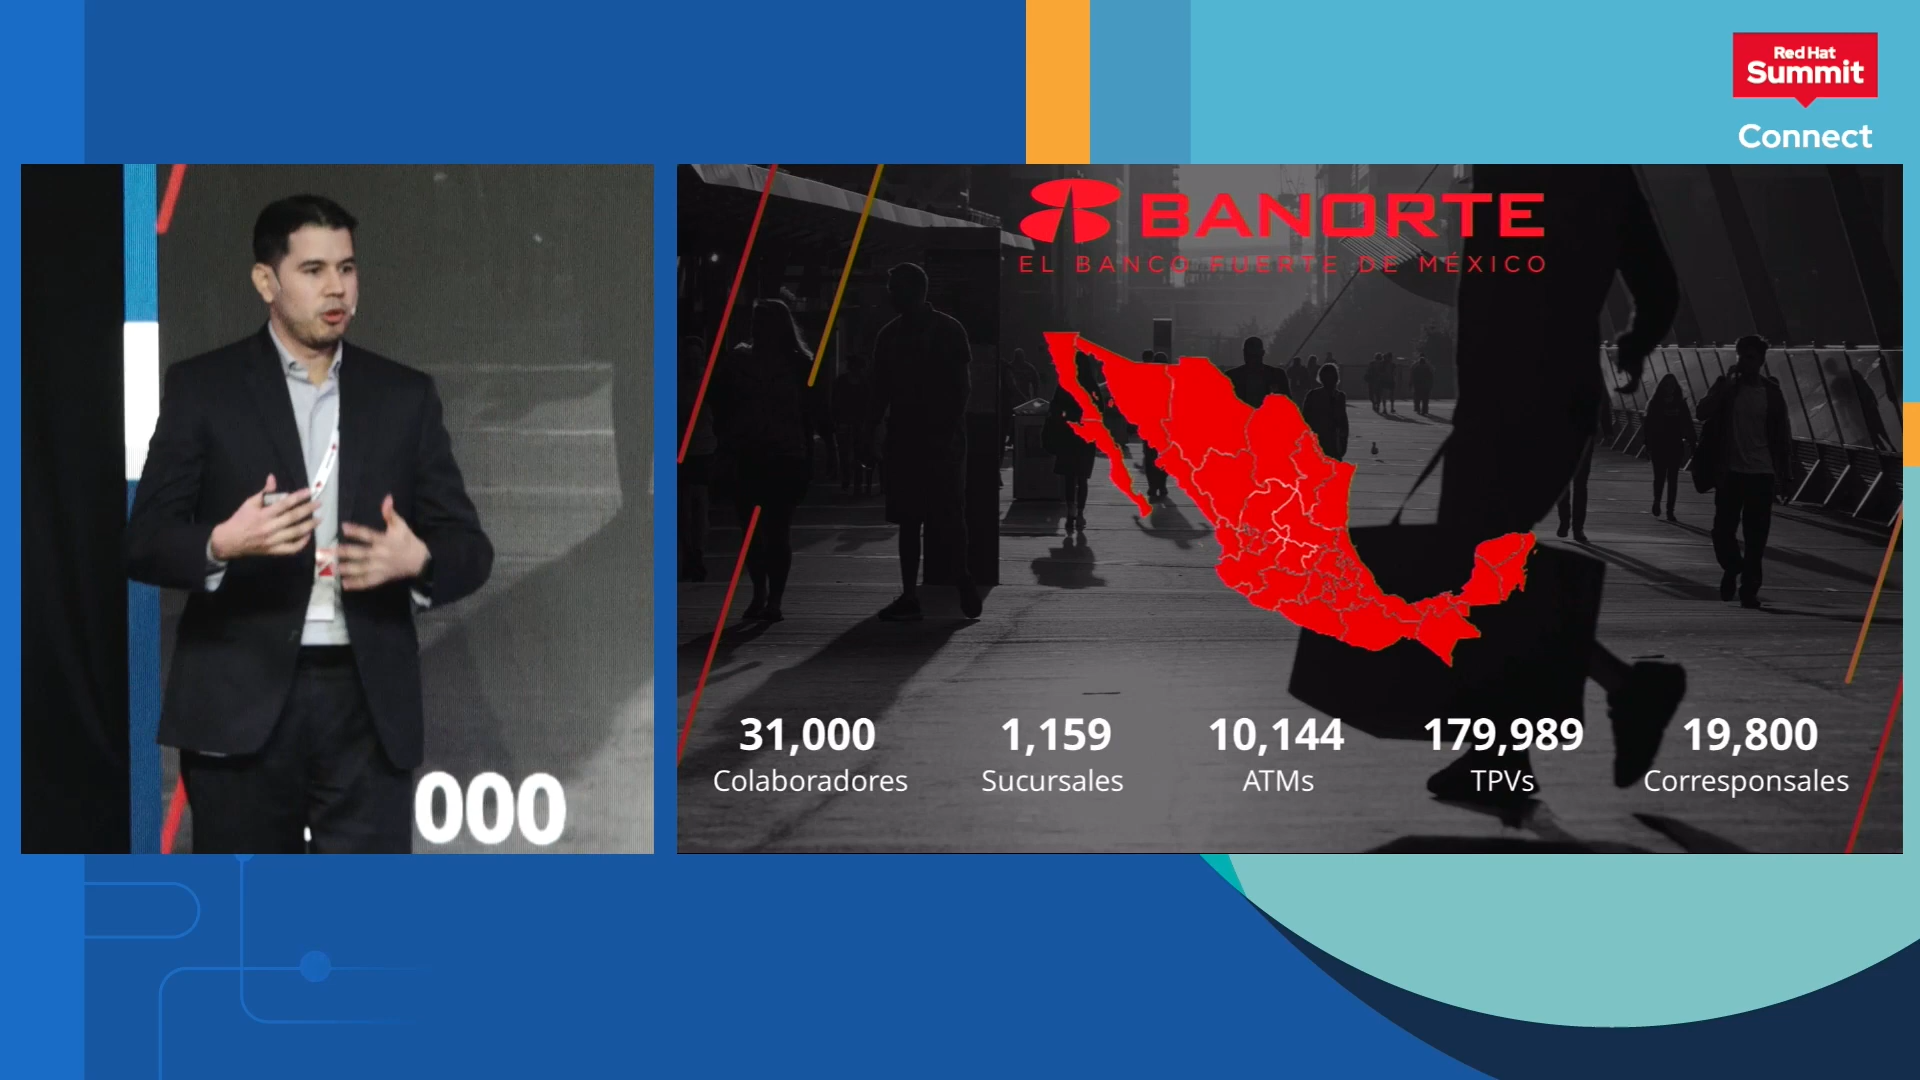 Red Hat
Summit
Connect
BANORTE
EL BANCO FUERTE DE MÉXICO
31,000
Colaboradores
1,159
Sucursales
10,144
ATMs
179,989
TPVs
19,800
Corresponsales
000